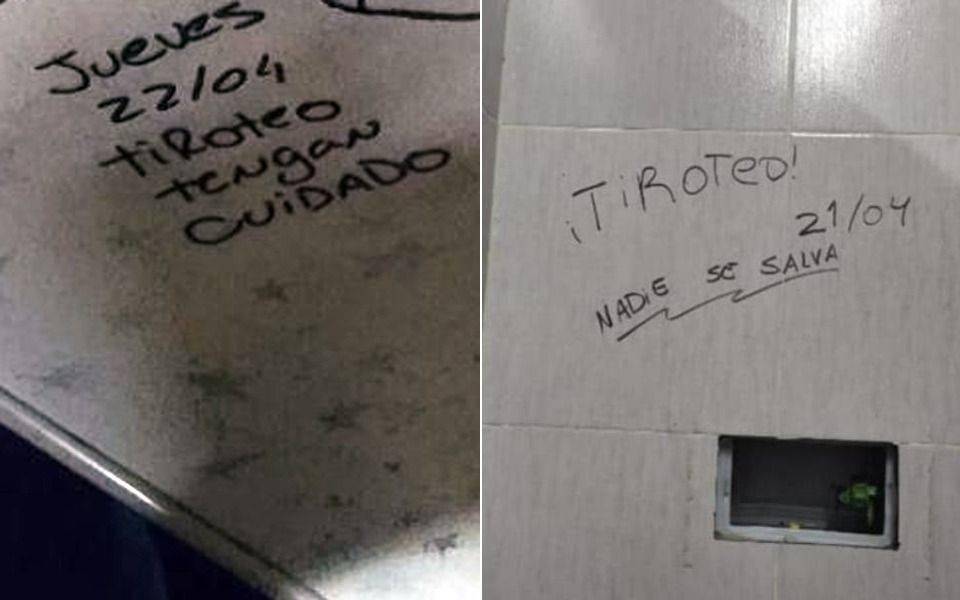 Jueves
22/04
tiRoteo
tengan
CUiDADO
¡TiROTEO!
21/04
NADiE SE SALVA